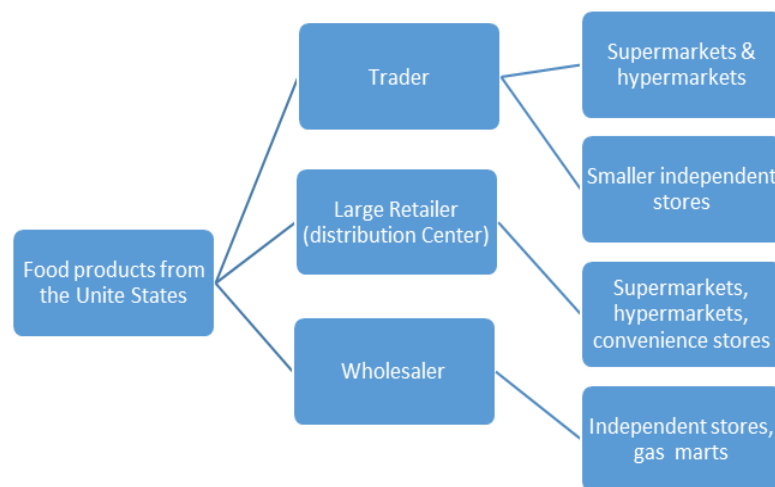 Food products from
the Unite States
Trader
Large Retailer
(distribution Center)
Wholesaler
Supermarkets &
hypermarkets
Smaller independent
stores
Supermarkets,
hypermarkets,
convenience stores
Independent stores,
gas marts